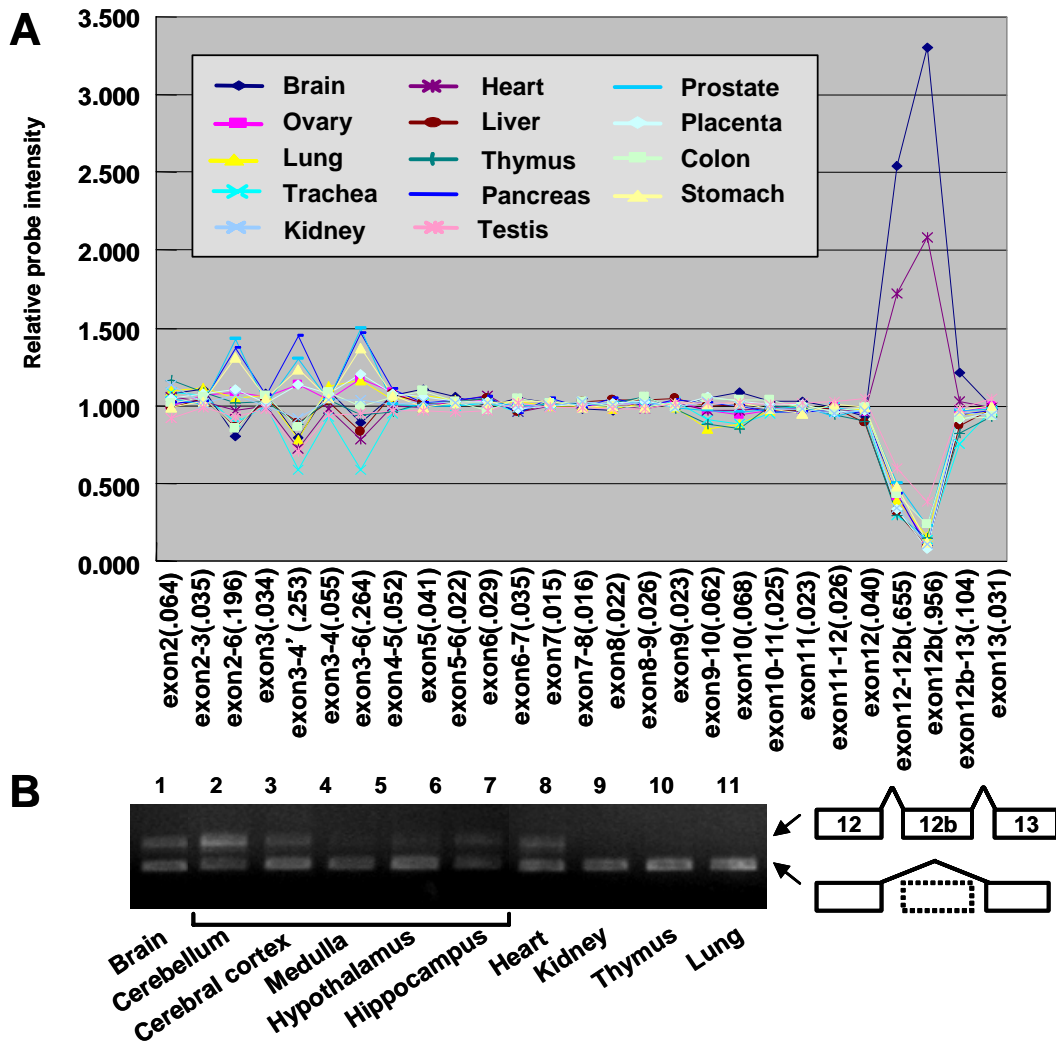 A
3.500
3.000
2.500
2.000
1.500
1.000
0.500
0.000
Relative probe intensity
Brain
Heart
Prostate
Ovary
Liver
Placenta
Lung
Thymus
Colon
Trachea
Pancreas
Stomach
Kidney
Testis
exon2(.064)
exon2-3(.035)
exon2-6(.196)
exon3(.034)
exon3-4’ (.253)
exon3-4(.055)
exon3-6(.264)
exon4-5(.052)
exon5(.041)
exon5-6(.022)
exon6(.029)
exon6-7(.035)
exon7(.015)
exon7-8(.016)
exon8(.022)
exon8-9(.026)
exon9(.023)
exon9-10(.062)
exon10(.068)
exon10-11(.025)
exon11(.023)
exon11-12(.026)
exon12(.040)
exon12-12b(.655)
exon12b(.956)
exon12b-13(.104)
exon13(.031)
B
1 2 3 4 5 6 7 8 9 10 11
12 12b 13
Brain
Cerebellum
Cerebral cortex
Medulla
Hypothalamus
Hippocampus
Heart
Kidney
Thymus
Lung